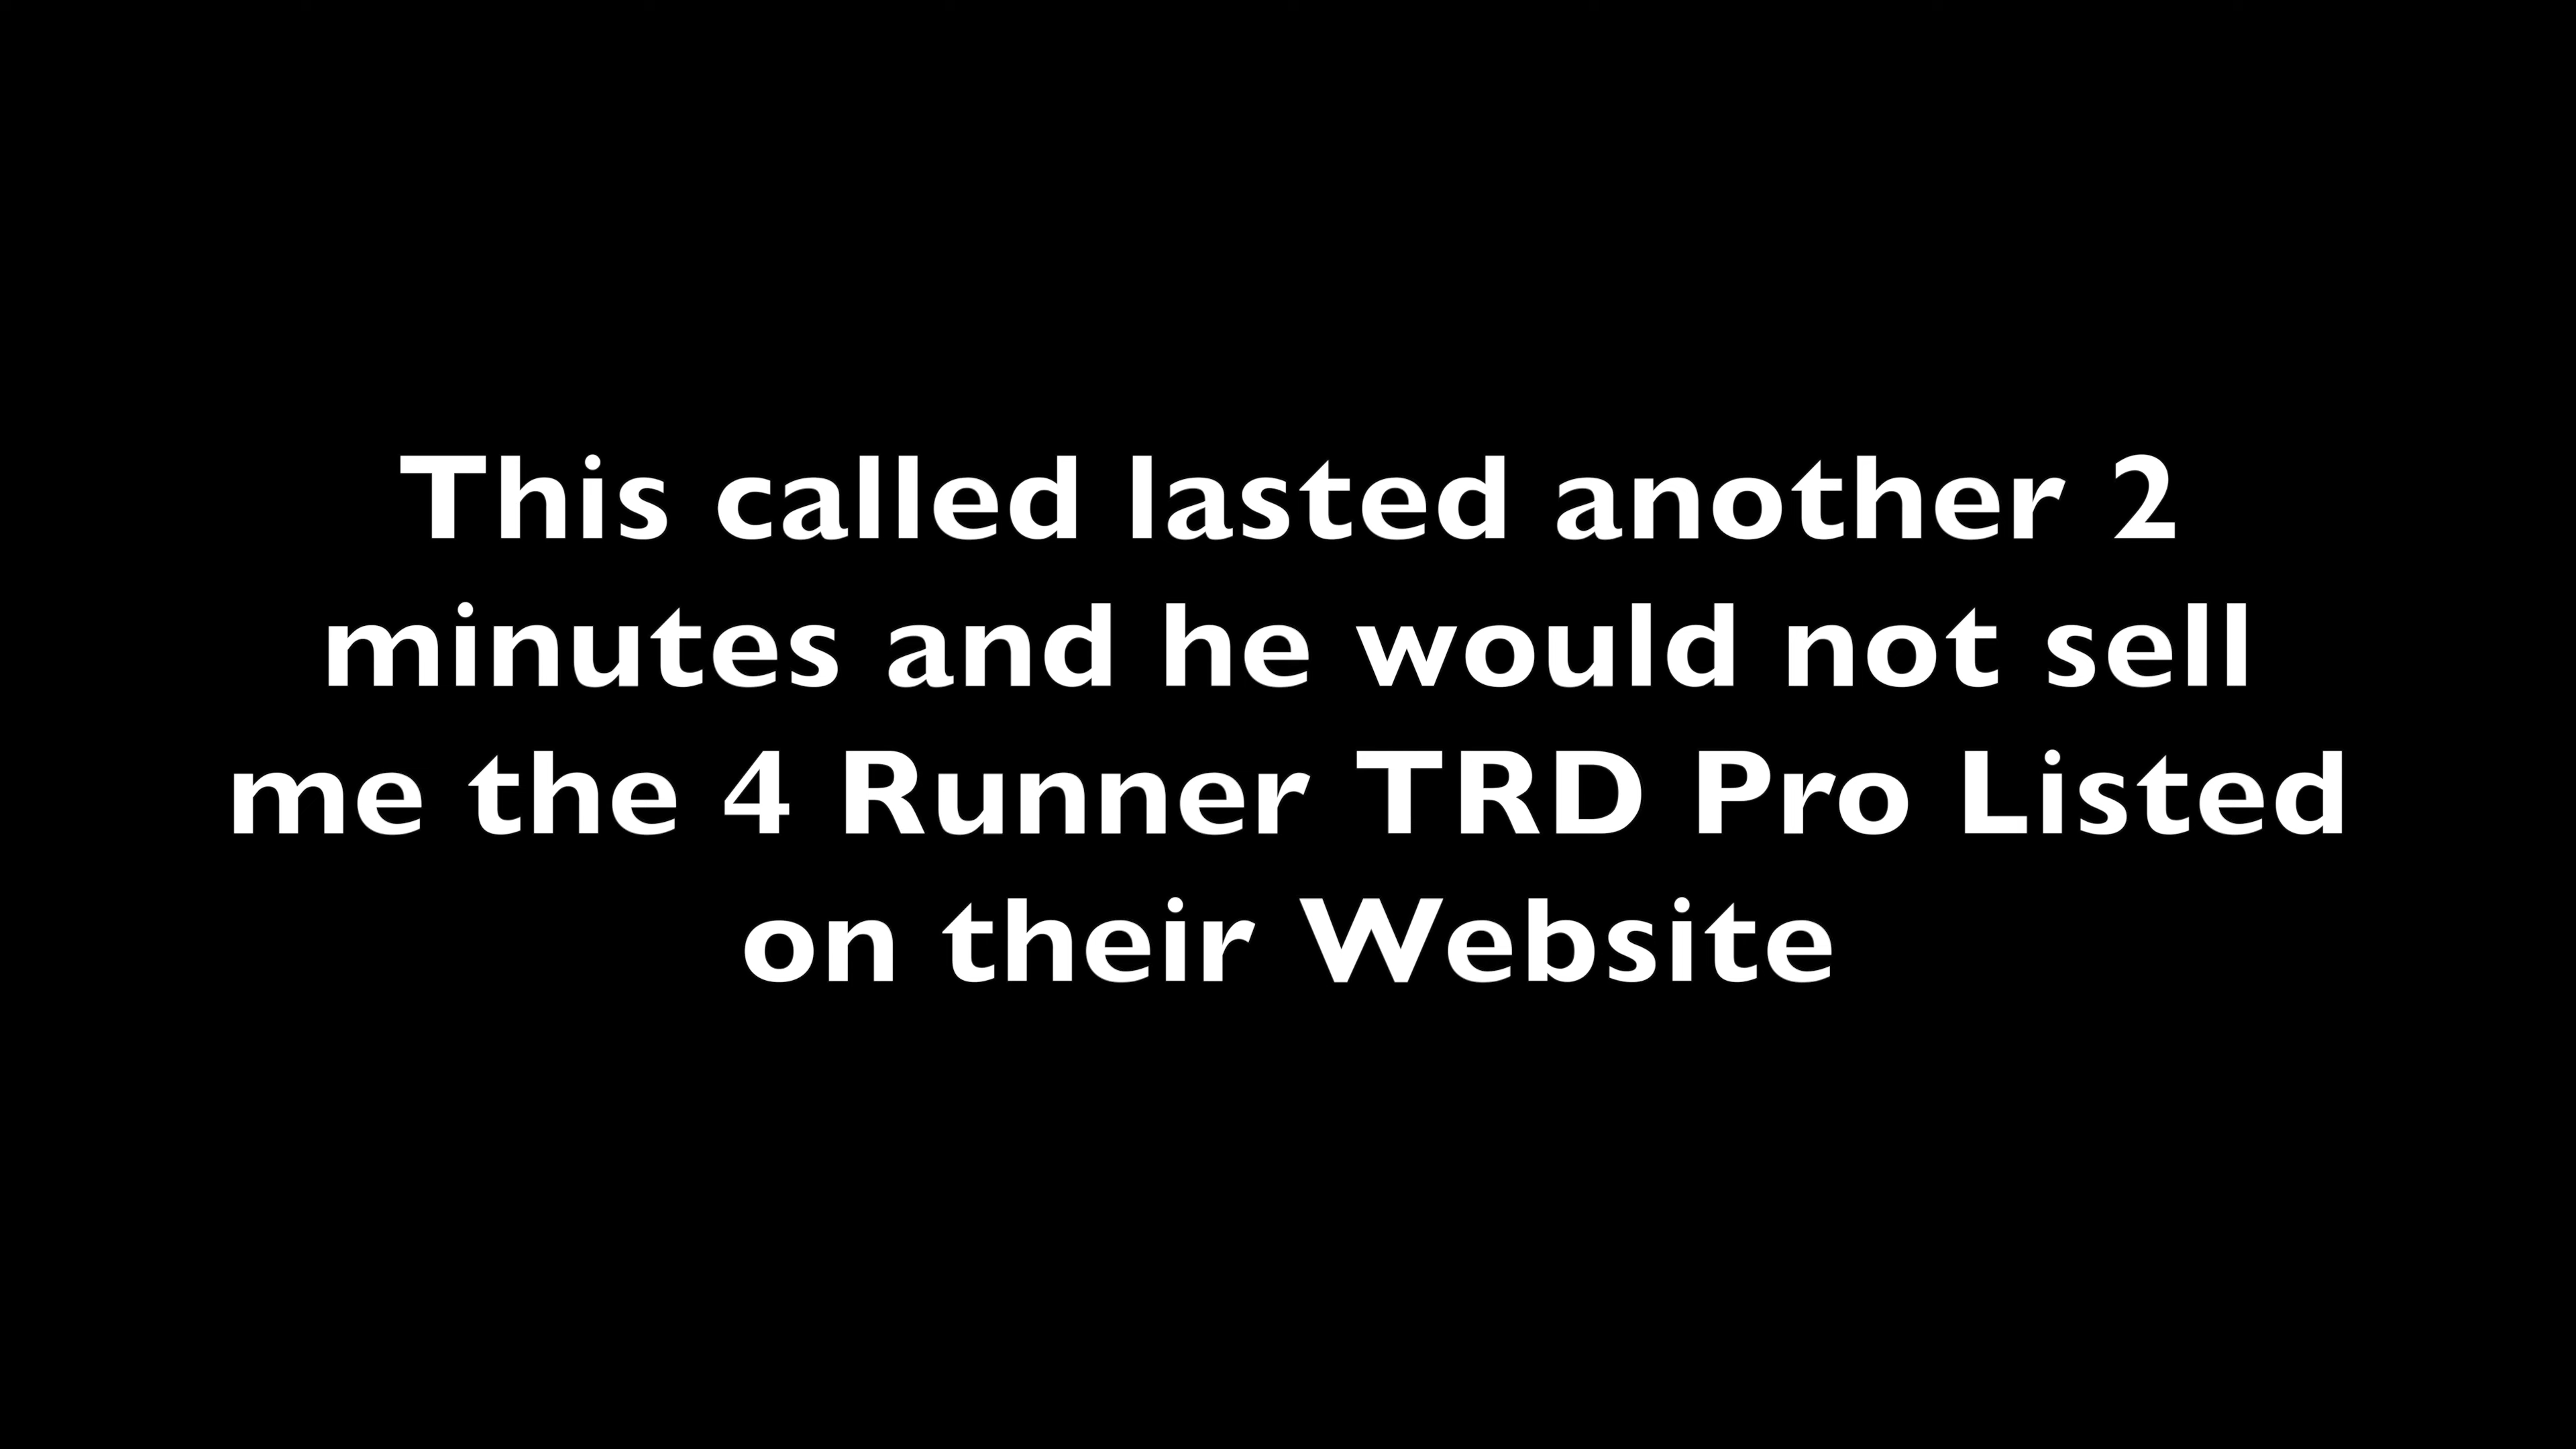 This called lasted another 2
minutes and he would not sell
me the 4 Runner TRD Pro Listed
on their Website